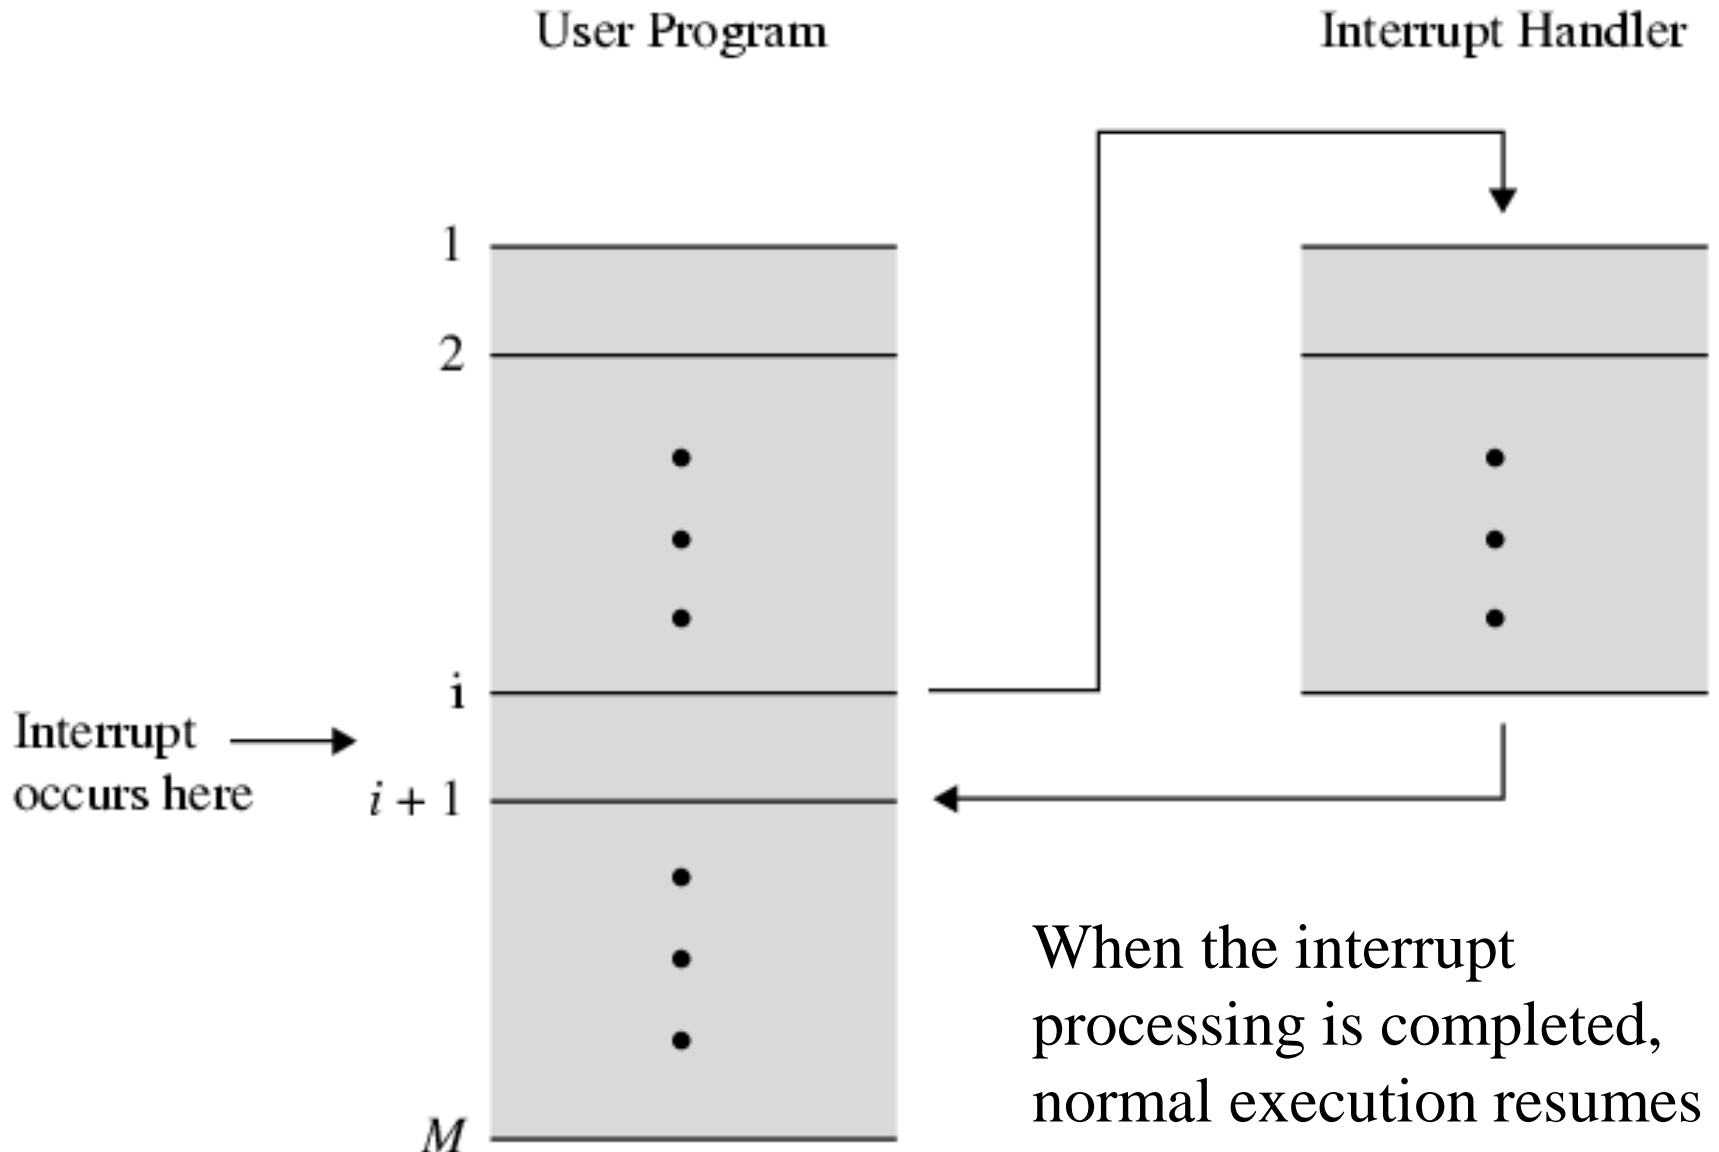 User Program
Interrupt Handler
1
2
i
Interrupt
occurs here
i + 1
When the interrupt
processing is completed,
normal execution resumes
M